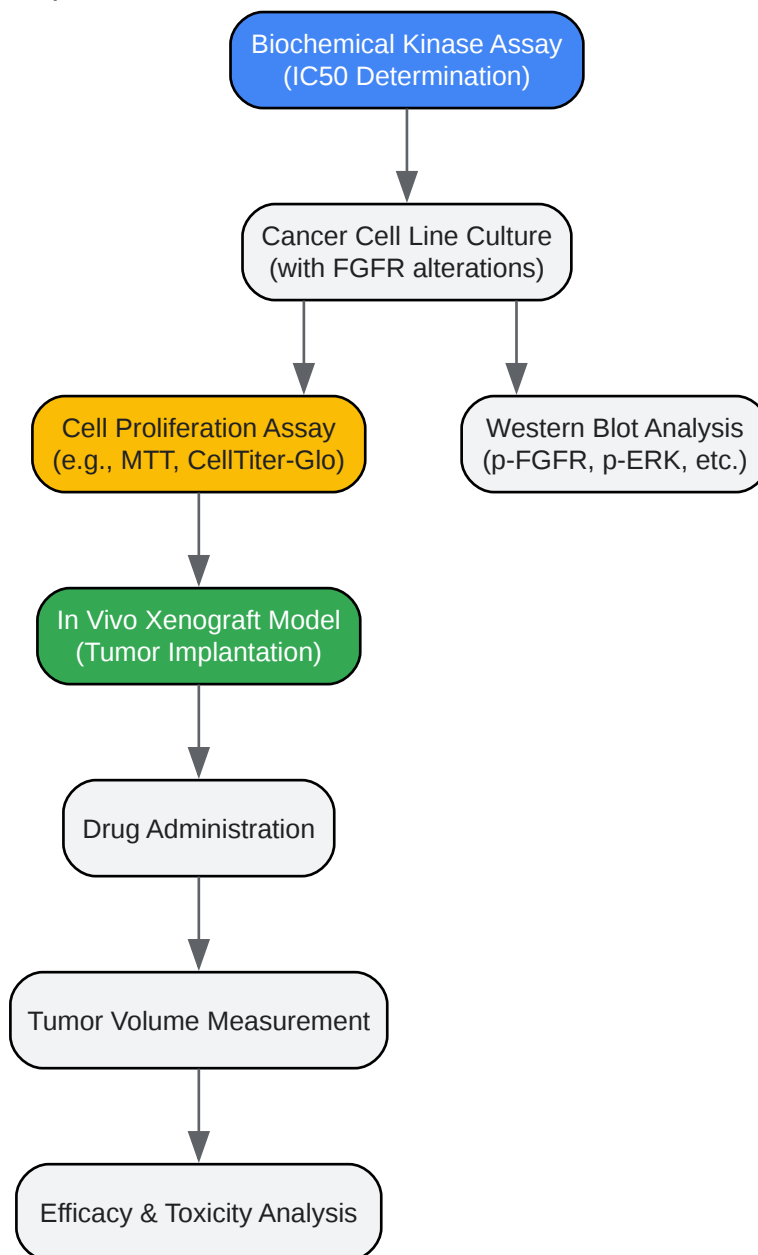 Biochemical Kinase Assay
(IC50 Determination)
Cancer Cell Line Culture
(with FGFR alterations)
Cell Proliferation Assay
(e.g., MTT, CellTiter-Glo)
Western Blot Analysis
(p-FGFR, p-ERK, etc.)
In Vivo Xenograft Model
(Tumor Implantation)
Drug Administration
Tumor Volume Measurement
Efficacy & Toxicity Analysis